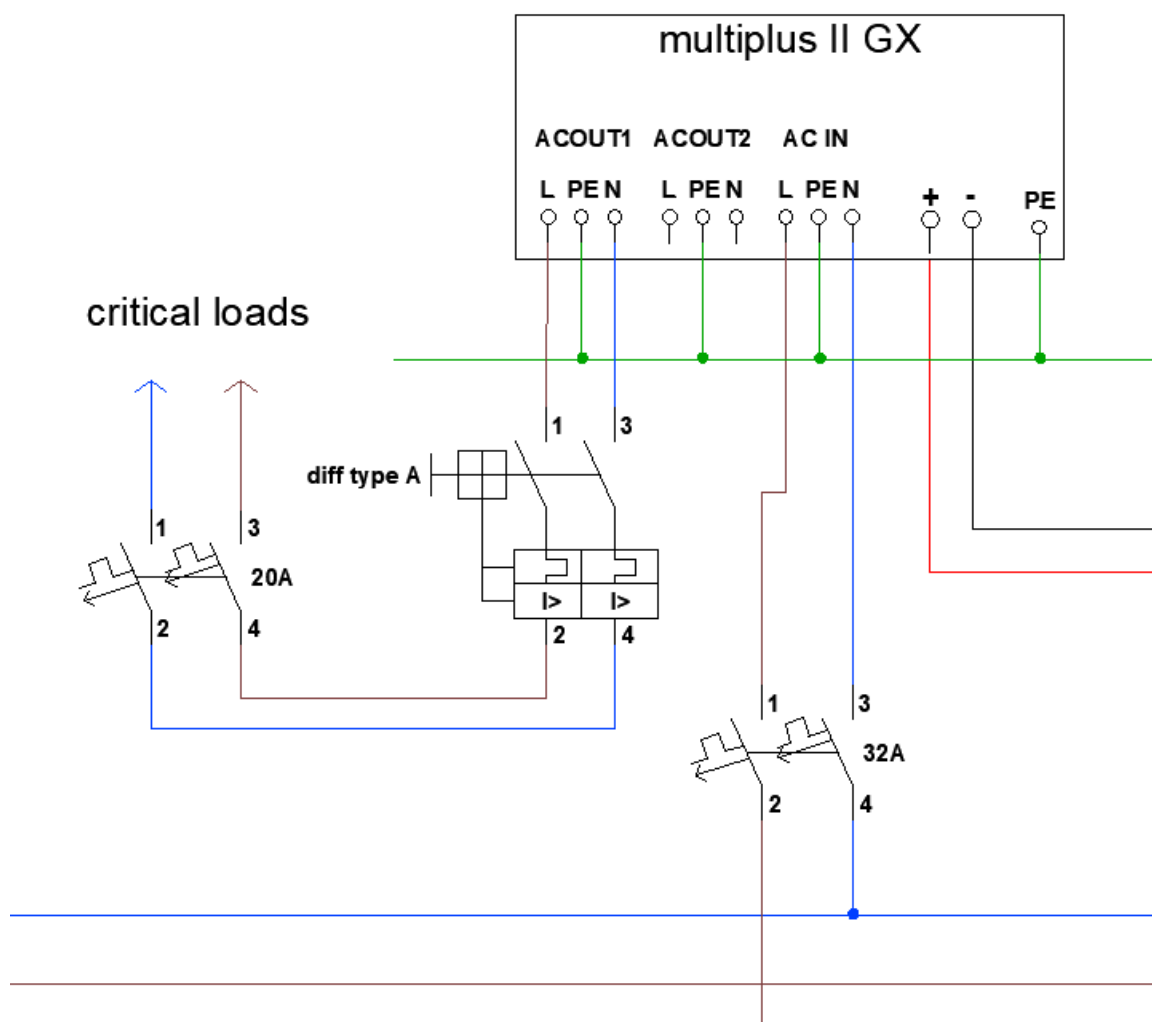 multiplus II GX
ACOUT1 ACOUT2 AC IN
L PE N L PE N L PE N + - PE
critical loads
1 3
diff type A
1 3
20A
I> I>
2 4
2 4
1 3
32A
2 4